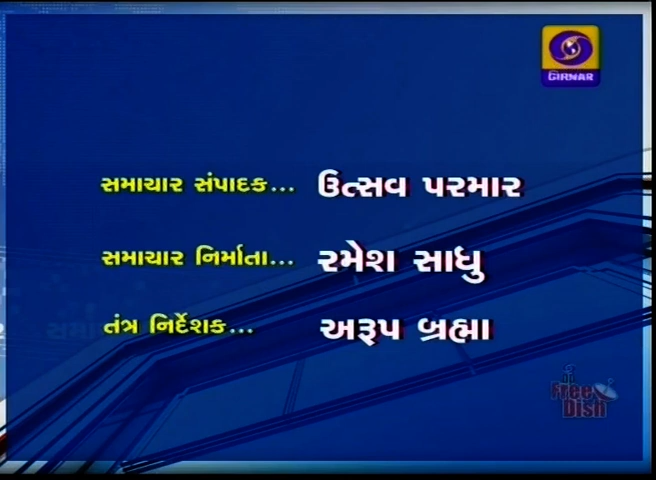 GIRNAR
સમાચાર સંપાદક... ઉત્સવ પરમાર
સમાચાર નિર્માતા... રમેશ સાધુ
તંત્ર નિર્દેશક... અરૂપ બ્રહ્મા
Free
Dish